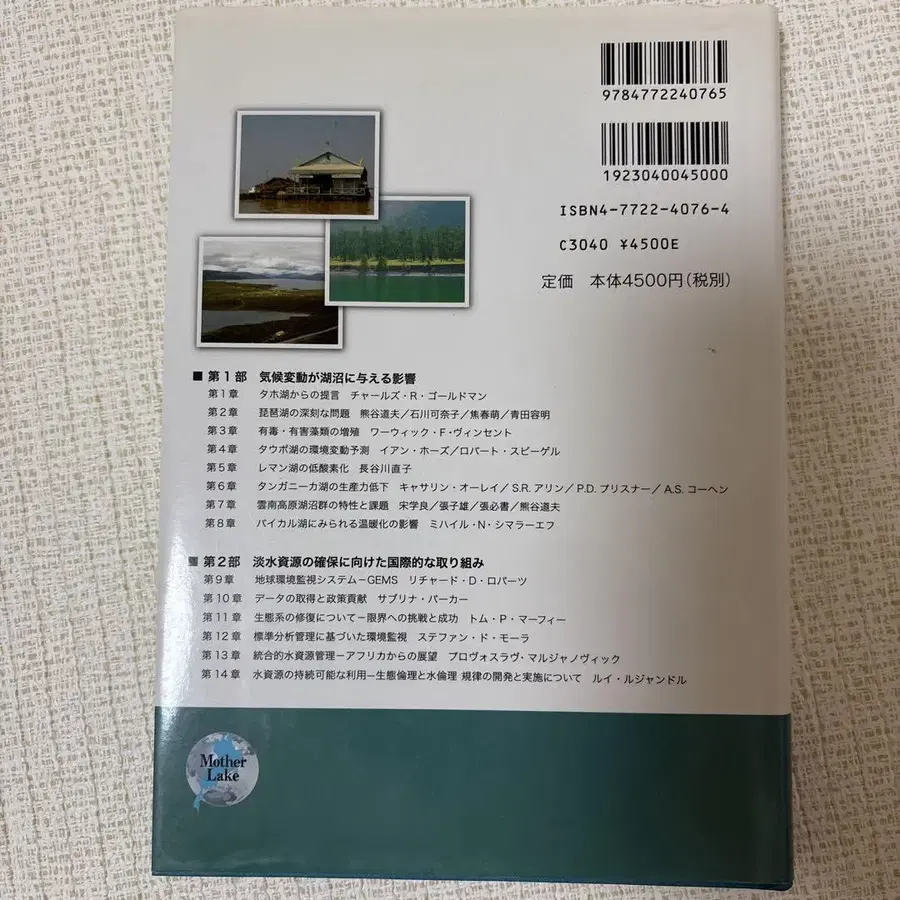 9784772240765
1923040045000
ISBN4-7722-4076-4
C3040 ¥4500E
定価 本体4500円(税別)
■ 第1部 気候変動が湖沼に与える影響
第1章 タホ湖からの提言 チャールズ・R・ゴールドマン
第2章 琵琶湖の深刻な問題 熊谷道夫／石川可奈子／焦春萌／青田容明
第3章 有毒・有害藻類の増殖 ワーウィック・F・ヴィンセント
第4章 タウポ湖の環境変動予測 イアン・ホーズ／ロバート・スピーゲル
第5章 レマン湖の低酸素化 長谷川直子
第6章 タンガニーカ湖の生産力低下 キャサリン・オーレイ／S.R. アリン／P.D. プリスナー／A.S. コーヘン
第7章 雲南高原湖沼群の特性と課題 宋学良／張子雄／張必書／熊谷道夫
第8章 バイカル湖にみられる温暖化の影響 ミハイル・N・シマラーエフ
■ 第2部 淡水資源の確保に向けた国際的な取り組み
第9章 地球環境監視システム－GEMS リチャード・D・ロバーツ
第10章 データの取得と政策貢献 サブリナ・バーカー
第11章 生態系の修復について－限界への挑戦と成功 トム・P・マーフィー
第12章 標準分析管理に基づいた環境監視 ステファン・ド・モーラ
第13章 統合的水資源管理－アフリカからの展望 プロヴォスラヴ・マルジャノヴィック
第14章 水資源の持続可能な利用－生態倫理と水倫理 規律の開発と実施について ルイ・ルジャンドル
Mother
Lake